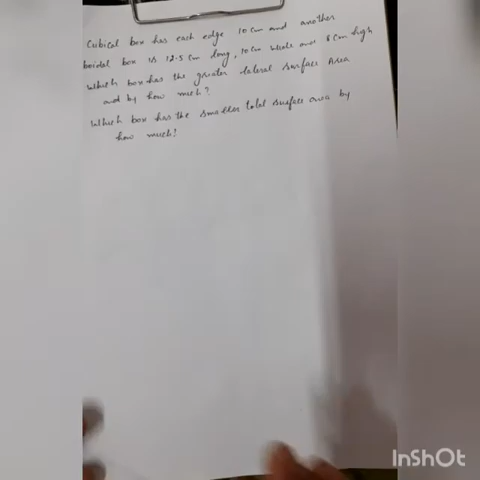 Cubical box has each edge 10 cm and another
boidal box is 12.5 cm long, 10 cm wide and 8 cm high
Which box has the greater lateral surface Area
and by how much?
Which box has the smaller total surface area by
how much?
InShOt